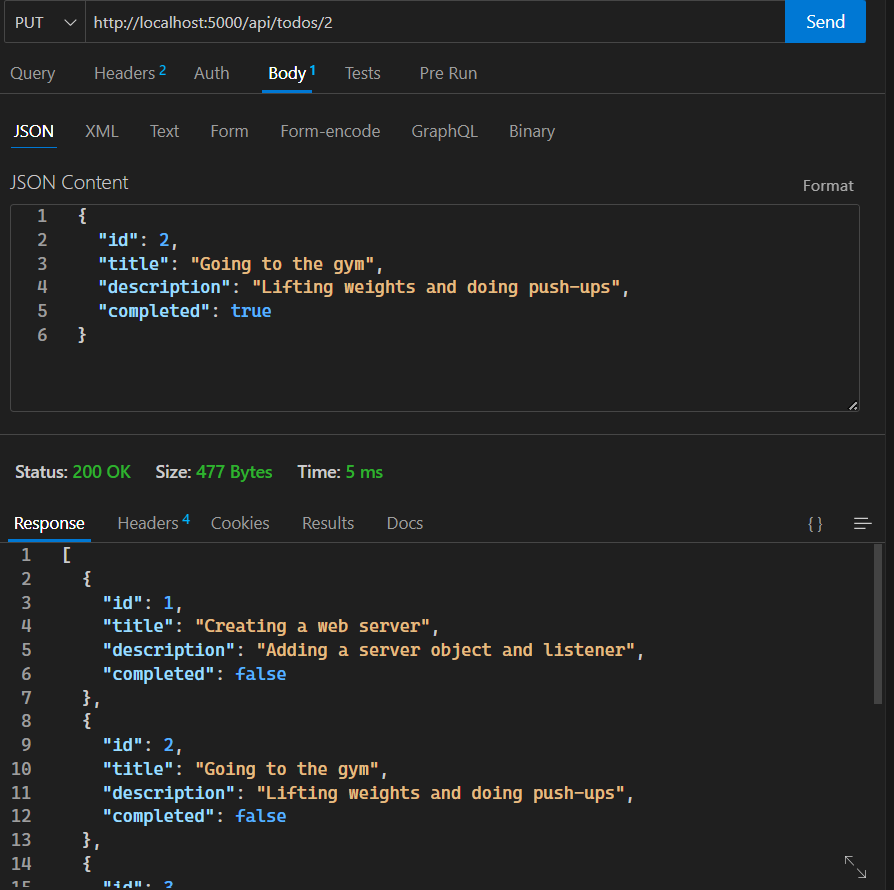 PUT http://localhost:5000/api/todos/2 Send
Query Headers 2 Auth Body 1 Tests Pre Run
JSON XML Text Form Form-encode GraphQL Binary
JSON Content Format
1 {
2 "id": 2,
3 "title": "Going to the gym",
4 "description": "Lifting weights and doing push-ups",
5 "completed": true
6 }
Status: 200 OK Size: 477 Bytes Time: 5 ms
Response Headers 4 Cookies Results Docs { }
1 [
2 {
3 "id": 1,
4 "title": "Creating a web server",
5 "description": "Adding a server object and listener",
6 "completed": false
7 },
8 {
9 "id": 2,
10 "title": "Going to the gym",
11 "description": "Lifting weights and doing push-ups",
12 "completed": false
13 },
14 {
15 "id": 3